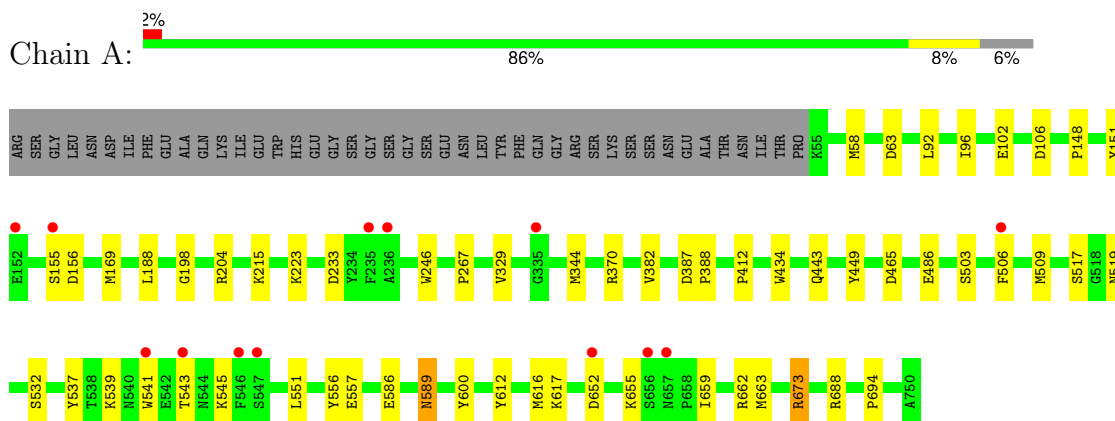 2%
Chain A:
86% 8% 6%
ARG SER GLY LEU ASN ASP ILE PHE GLU ALA GLN LYS ILE GLU TRP HIS GLU GLY SER GLY SER GLY SER GLU ASN LEU TYR PHE GLN GLY ARG SER LYS SER SER ASN GLU ALA THR ASN ILE THR PRO K55 M58 D63 L92 I96 E102 D106 P148 Y151
E152 S155 D156 M169 L188 G198 R204 K215 K223 D233 Y234 F235 A236 W246 P267 V329 G335 M344 R370 V382 D387 P388 P412 W434 Q443 Y449 D465 E486 S503 F506 M509 S517 G518 N519
S532 Y537 T538 K539 N540 W541 E542 T543 N544 K545 F546 S547 L551 Y556 E557 E586 N589 Y600 Y612 M616 K617 D652 K655 S656 N657 P658 I659 R662 M663 R673 R688 P694 A750